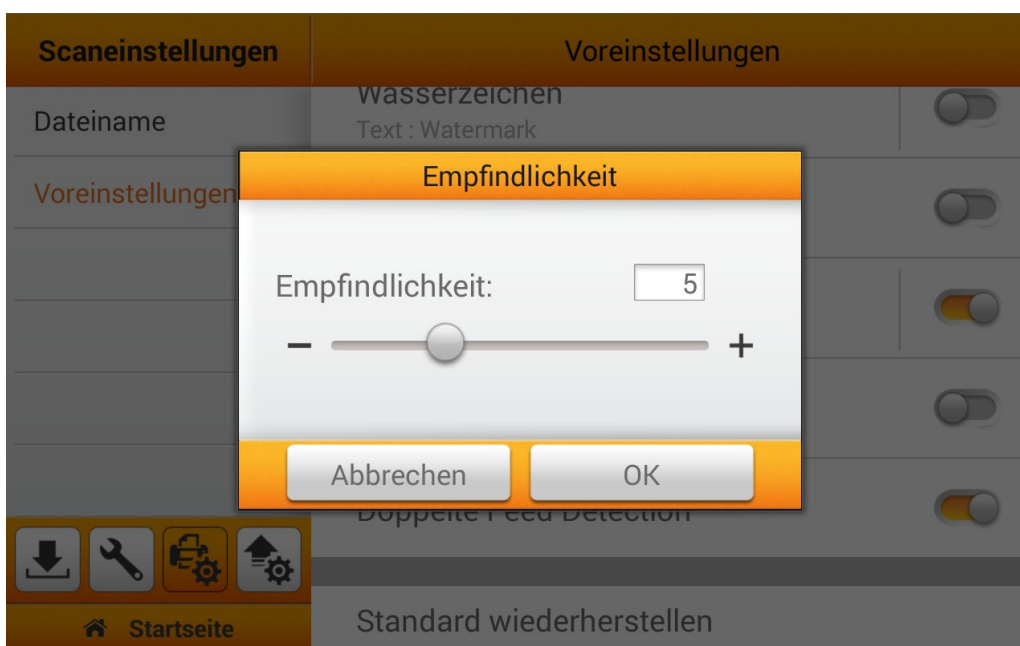 Scaneinstellungen
Voreinstellungen
Dateiname
Voreinstellungen
Startseite
Wasserzeichen
Text : Watermark
Empfindlichkeit
Empfindlichkeit:
5
Abbrechen
OK
Doppelte Feed Detection
Standard wiederherstellen